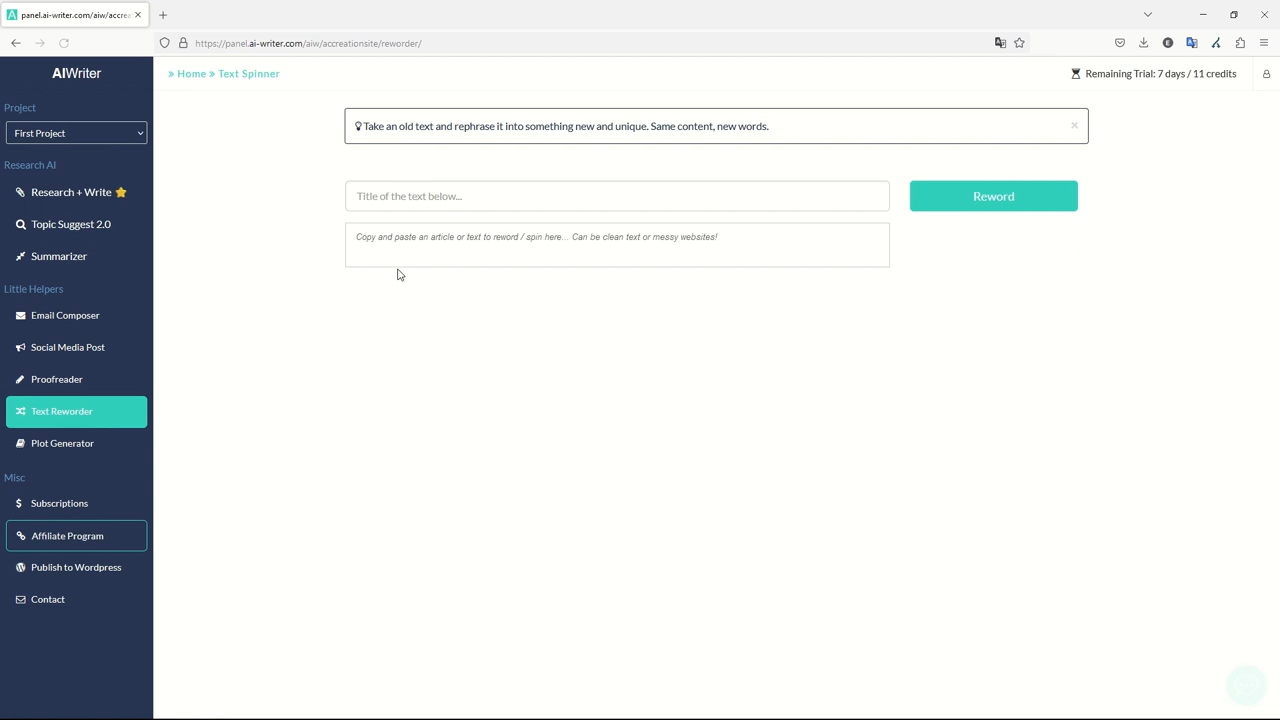 panel.ai-writer.com/aiw/accrea
https://panel.ai-writer.com/aiw/accreationsite/reworder/
AIWriter
» Home » Text Spinner
Remaining Trial: 7 days / 11 credits
Project
First Project
Research AI
Research + Write
Topic Suggest 2.0
Summarizer
Little Helpers
Email Composer
Social Media Post
Proofreader
Text Reworder
Plot Generator
Misc
Subscriptions
Affiliate Program
Publish to Wordpress
Contact
Take an old text and rephrase it into something new and unique. Same content, new words.
Title of the text below...
Reword
Copy and paste an article or text to reword / spin here... Can be clean text or messy websites!